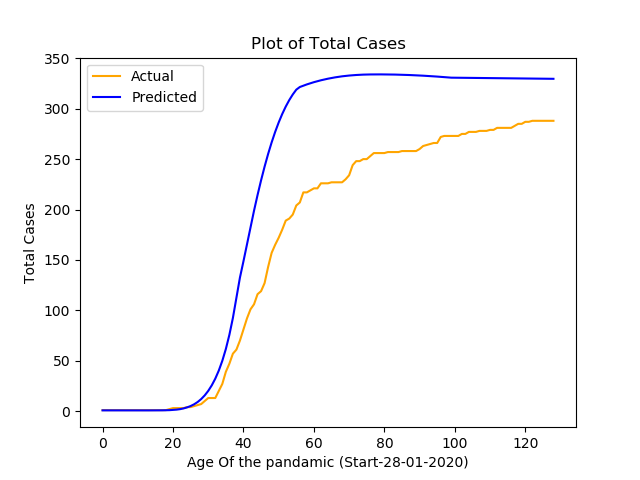 Plot of Total Cases
Actual
Predicted
350
300
250
200
150
100
50
0
Total Cases
0 20 40 60 80 100 120
Age Of the pandamic (Start-28-01-2020)